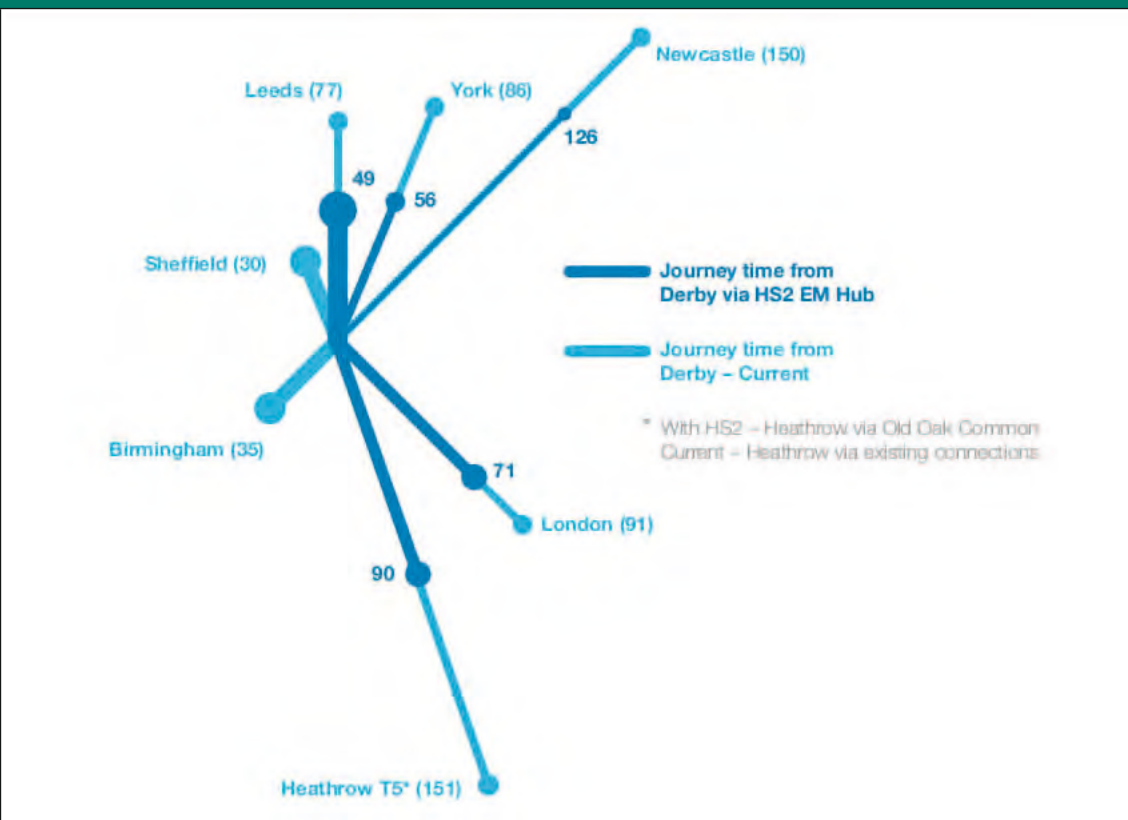 Newcastle (150)
Leeds (77)
York (86)
126
49
56
Sheffield (30)
Journey time from
Derby via HS2 EM Hub
Journey time from
Derby – Current
* With HS2 – Heathrow via Old Oak Common
Current – Heathrow via existing connections
Birmingham (35)
71
London (91)
90
Heathrow T5* (151)